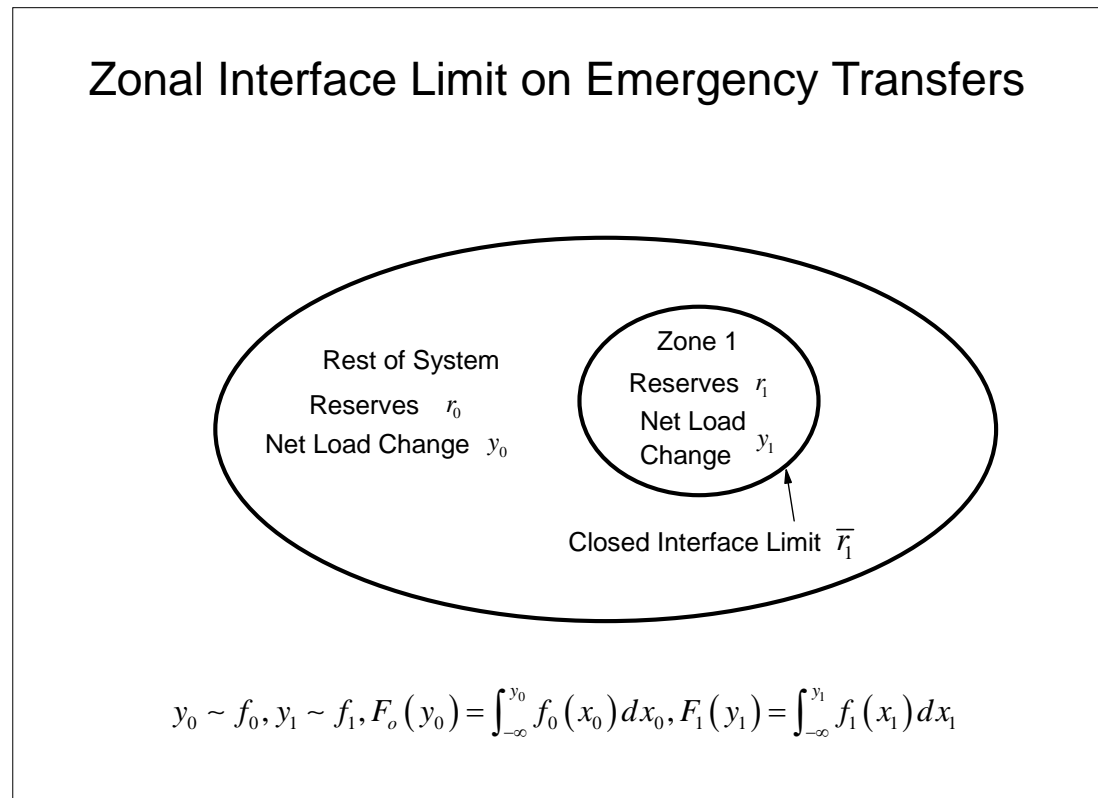 Zonal Interface Limit on Emergency Transfers
Rest of System
Reserves r₀
Net Load Change y₀
Zone 1
Reserves r₁
Net Load
Change y₁
Closed Interface Limit r̅₁
y₀ ~ f₀, y₁ ~ f₁, Fₒ(y₀) = ∫_{-∞}^{y₀} f₀(x₀)dx₀, F₁(y₁) = ∫_{-∞}^{y₁} f₁(x₁)dx₁